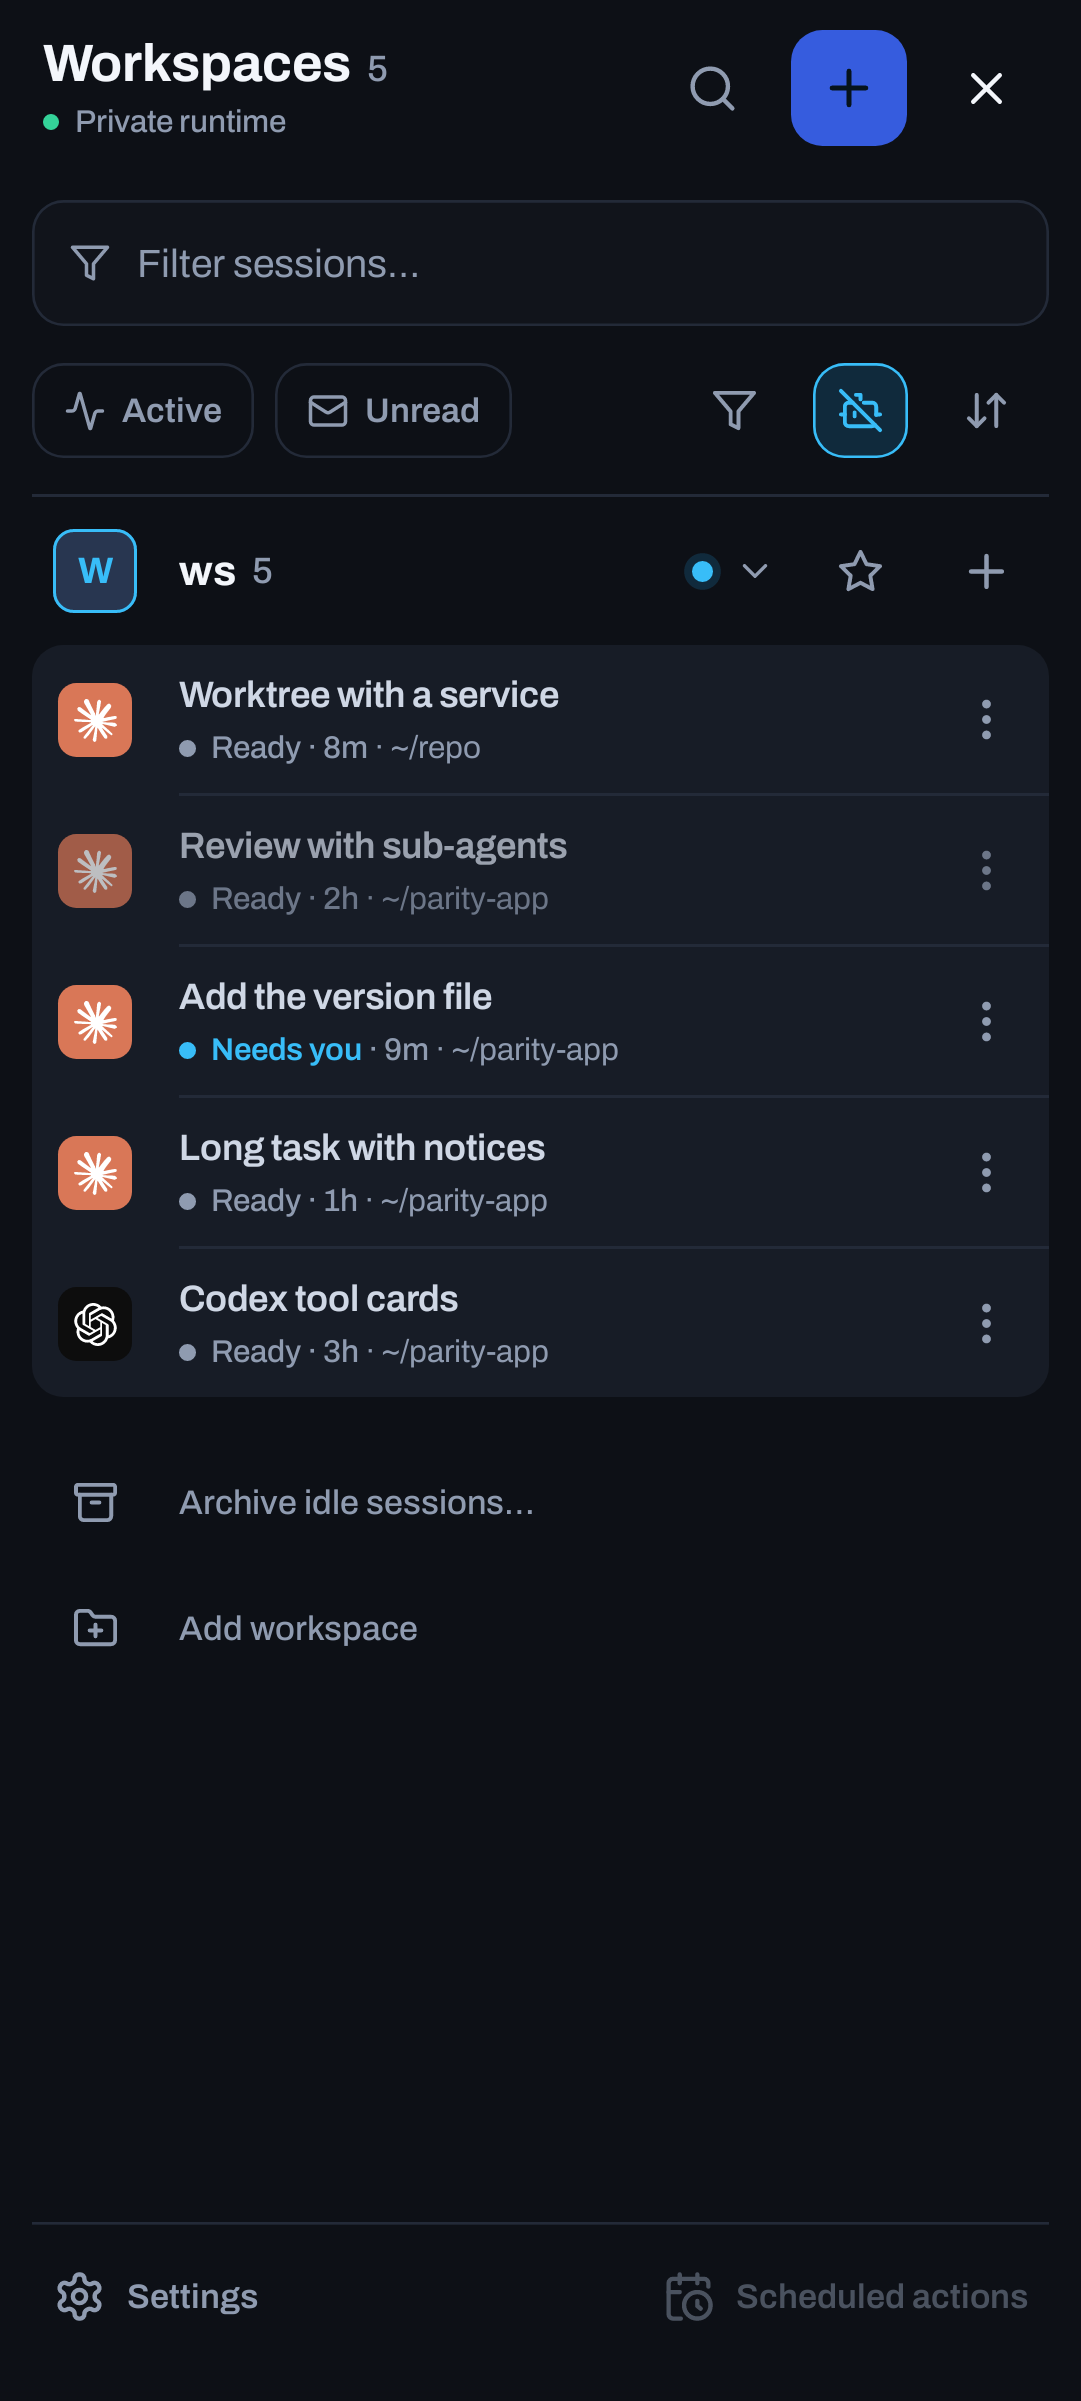 Workspaces 5
Private runtime
Filter sessions...
Active
Unread
W
ws 5
Worktree with a service
Ready · 8m · ~/repo
Review with sub-agents
Ready · 2h · ~/parity-app
Add the version file
Needs you · 9m · ~/parity-app
Long task with notices
Ready · 1h · ~/parity-app
Codex tool cards
Ready · 3h · ~/parity-app
Archive idle sessions...
Add workspace
Settings
Scheduled actions